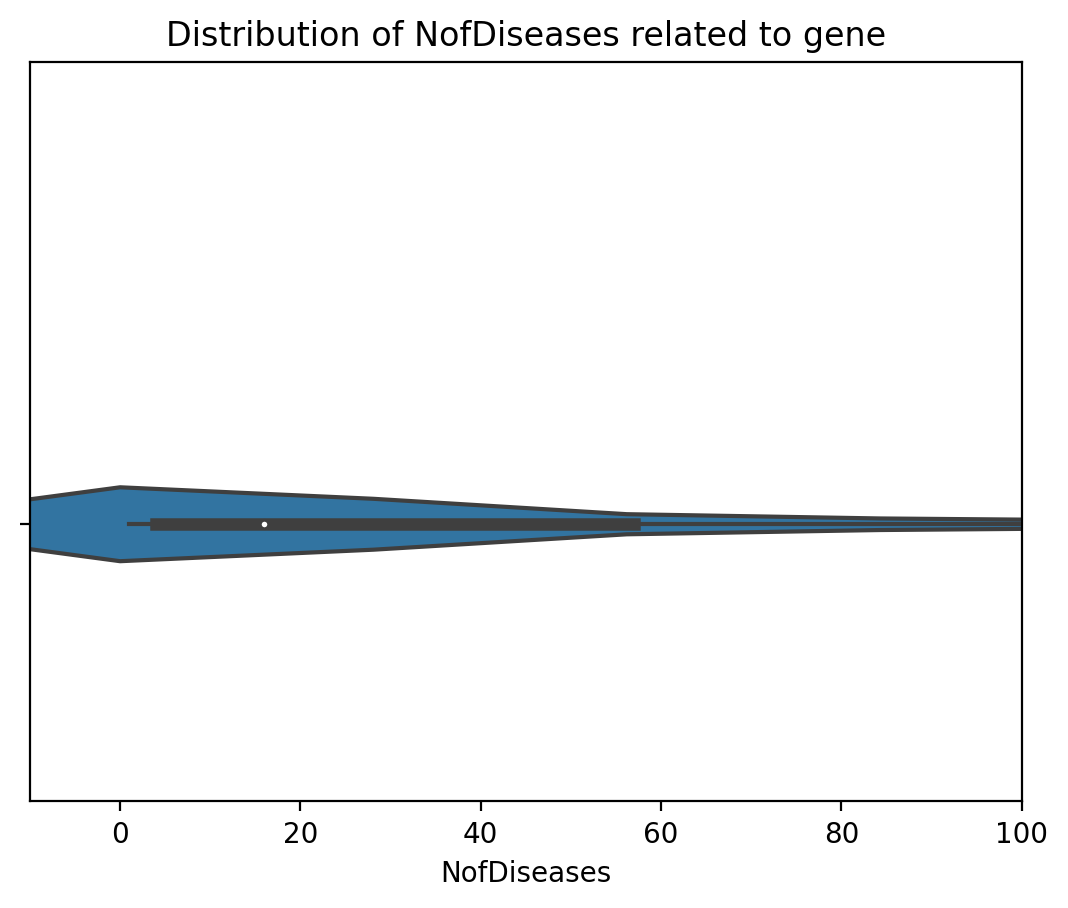 Distribution of NofDiseases related to gene
0 20 40 60 80 100
NofDiseases